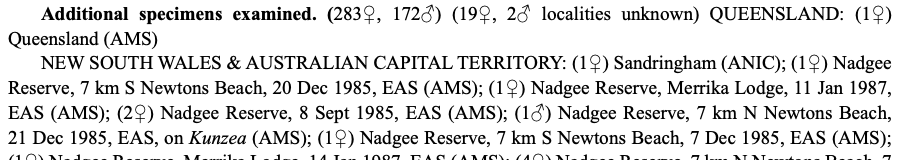 Additional specimens examined. (283♀, 172♂) (19♀, 2♂ localities unknown) QUEENSLAND: (1♀)
Queensland (AMS)
NEW SOUTH WALES & AUSTRALIAN CAPITAL TERRITORY: (1♀) Sandringham (ANIC); (1♀) Nadgee
Reserve, 7 km S Newtons Beach, 20 Dec 1985, EAS (AMS); (1♀) Nadgee Reserve, Merrika Lodge, 11 Jan 1987,
EAS (AMS); (2♀) Nadgee Reserve, 8 Sept 1985, EAS (AMS); (1♂) Nadgee Reserve, 7 km N Newtons Beach,
21 Dec 1985, EAS, on Kunzea (AMS); (1♀) Nadgee Reserve, 7 km S Newtons Beach, 7 Dec 1985, EAS (AMS);
(1♀) Nadgee Reserve, Merrika Lodge, 14 Jan 1987, EAS (AMS); (4♀) Nadgee Reserve, 7 km N Newtons Beach, 7